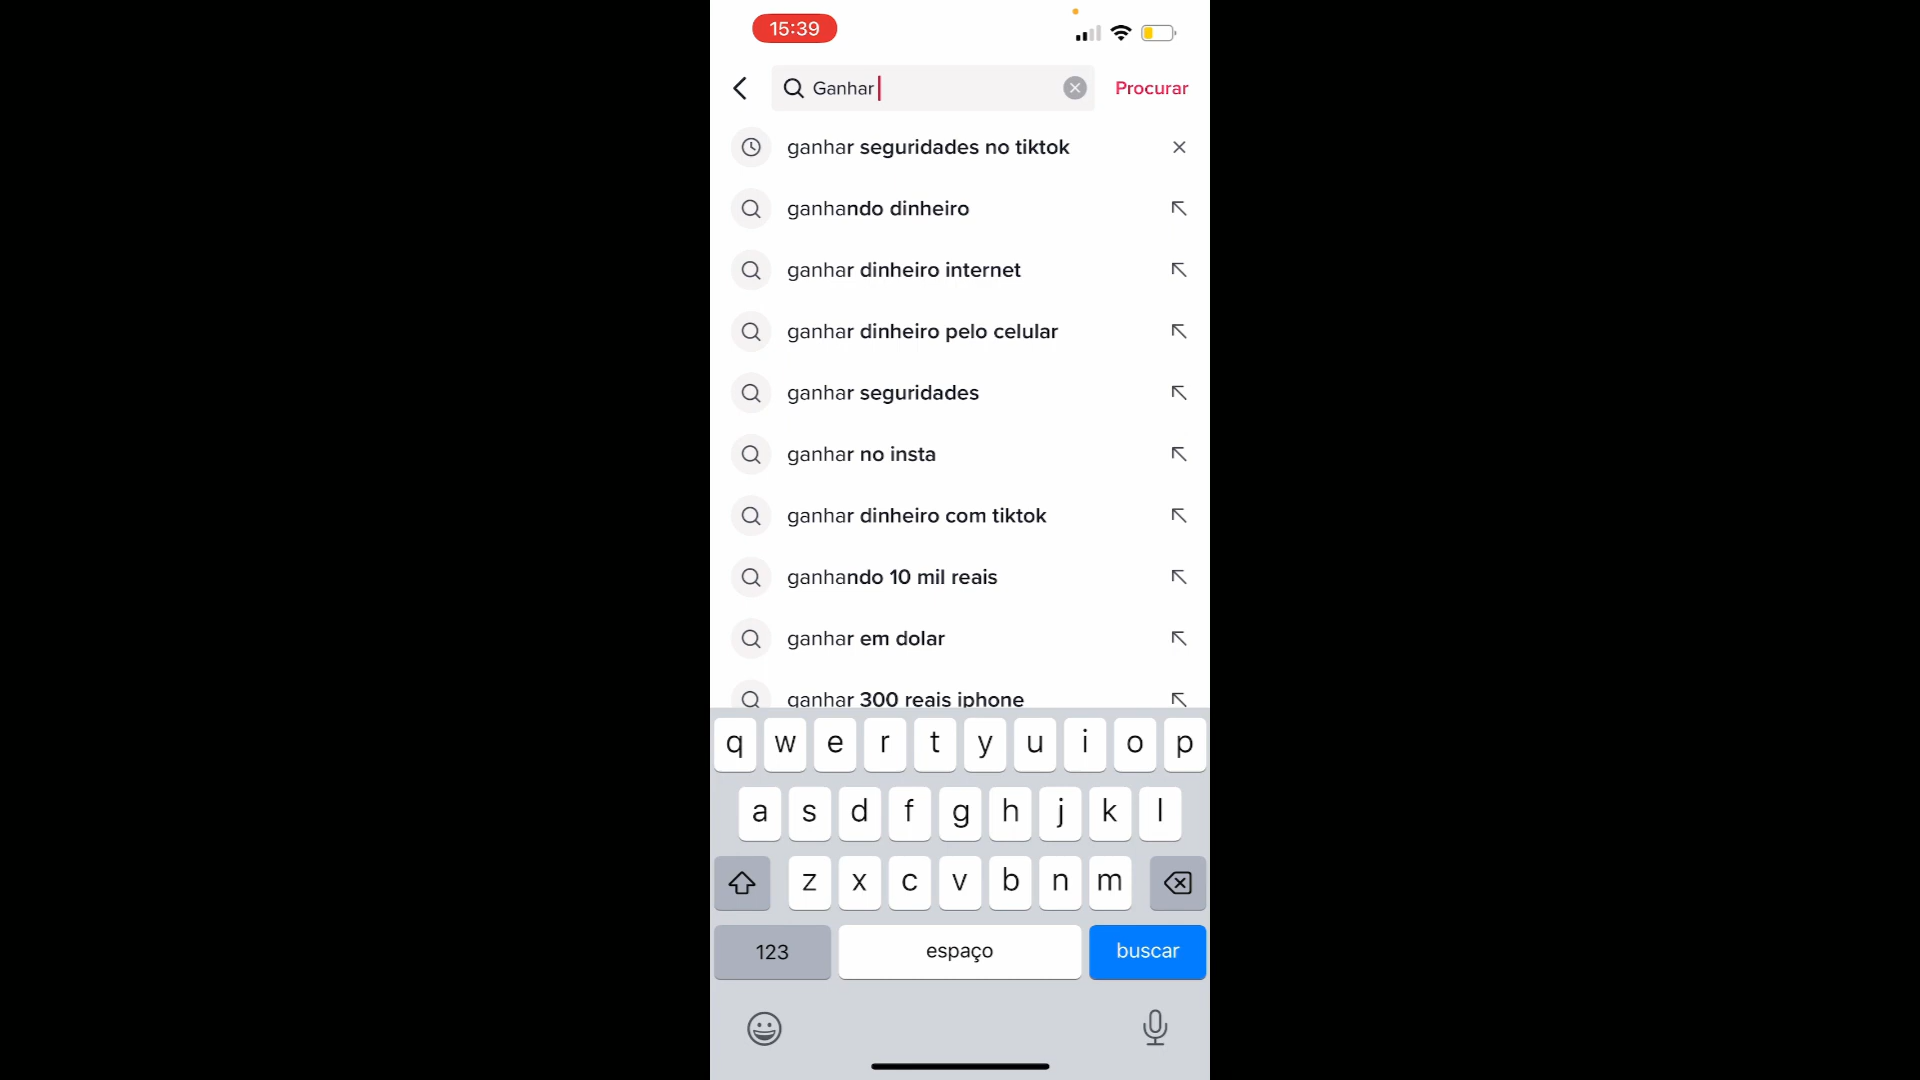 15:39
Ganhar
Procurar
ganhar seguridades no tiktok
ganhando dinheiro
ganhar dinheiro internet
ganhar dinheiro pelo celular
ganhar seguridades
ganhar no insta
ganhar dinheiro com tiktok
ganhando 10 mil reais
ganhar em dolar
ganhar 300 reais iphone
q w e r t y u i o p
a s d f g h j k l
z x c v b n m
123 espaço buscar